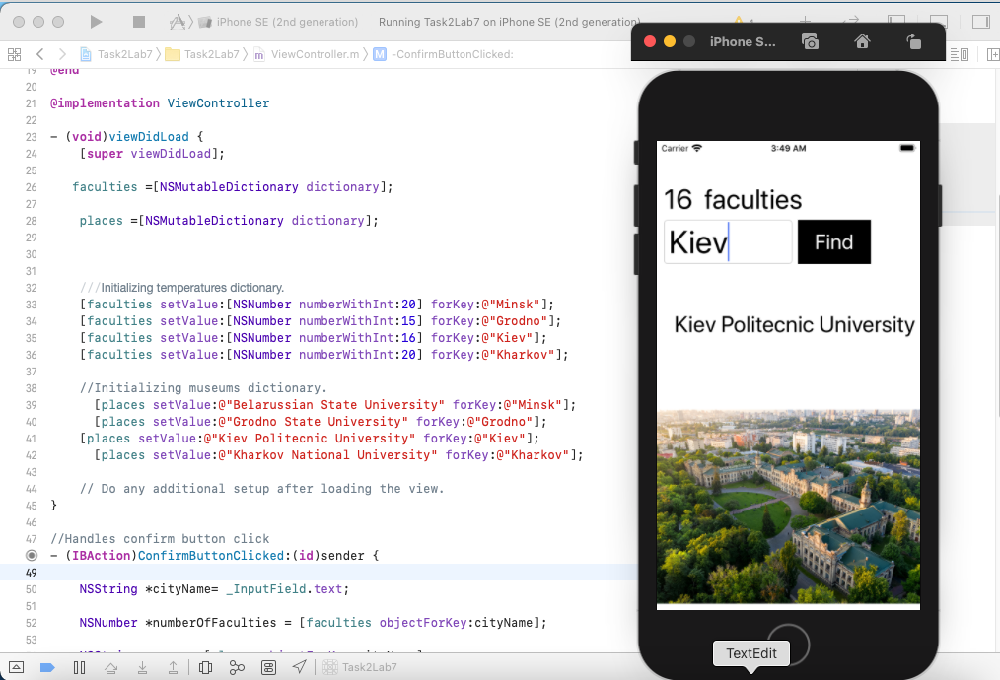 iPhone SE (2nd generation)
Running Task2Lab7 on iPhone SE (2nd generation)
Task2Lab7 Task2Lab7 ViewController.m M -ConfirmButtonClicked:
19 @end
20
21 @implementation ViewController
22
23 - (void)viewDidLoad {
24 [super viewDidLoad];
25
26 faculties =[NSMutableDictionary dictionary];
27
28 places =[NSMutableDictionary dictionary];
29
30
31
32 ///Initializing temperatures dictionary.
33 [faculties setValue:[NSNumber numberWithInt:20] forKey:@"Minsk"];
34 [faculties setValue:[NSNumber numberWithInt:15] forKey:@"Grodno"];
35 [faculties setValue:[NSNumber numberWithInt:16] forKey:@"Kiev"];
36 [faculties setValue:[NSNumber numberWithInt:20] forKey:@"Kharkov"];
37
38 //Initializing museums dictionary.
39 [places setValue:@"Belarussian State University" forKey:@"Minsk"];
40 [places setValue:@"Grodno State University" forKey:@"Grodno"];
41 [places setValue:@"Kiev Politecnic University" forKey:@"Kiev"];
42 [places setValue:@"Kharkov National University" forKey:@"Kharkov"];
43
44 // Do any additional setup after loading the view.
45 }
46
47 //Handles confirm button click
- (IBAction)ConfirmButtonClicked:(id)sender {
49
50 NSString *cityName= _InputField.text;
51
52 NSNumber *numberOfFaculties = [faculties objectForKey:cityName];
53
Task2Lab7
iPhone S...
Carrier 3:49 AM
16 faculties
Kiev Find
Kiev Politecnic University
TextEdit